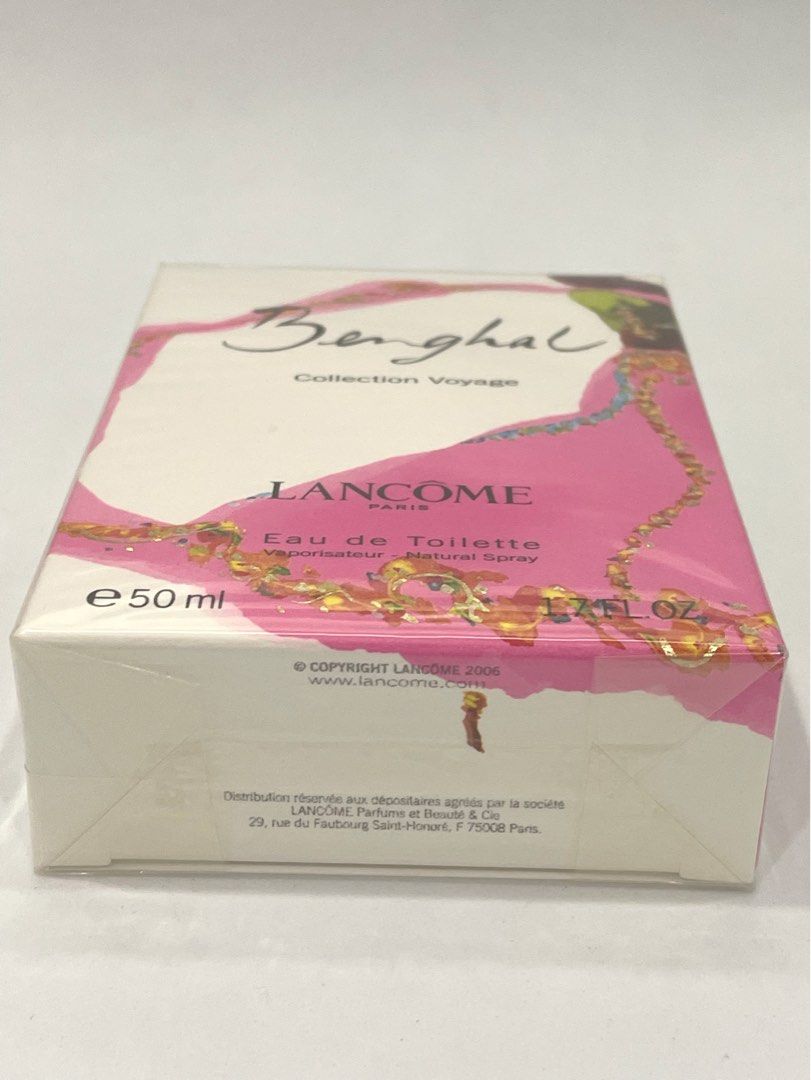 Benghal
Collection Voyage
LANCÔME
PARIS
Eau de Toilette
Vaporisateur - Natural Spray
e50 ml 1.7 FL.OZ.
© COPYRIGHT LANCÔME 2006
www.lancome.com
Distribution réservée aux dépositaires agréés par la société
LANCÔME Parfums et Beauté & Cie
29, rue du Faubourg Saint-Honoré, F 75008 Paris.